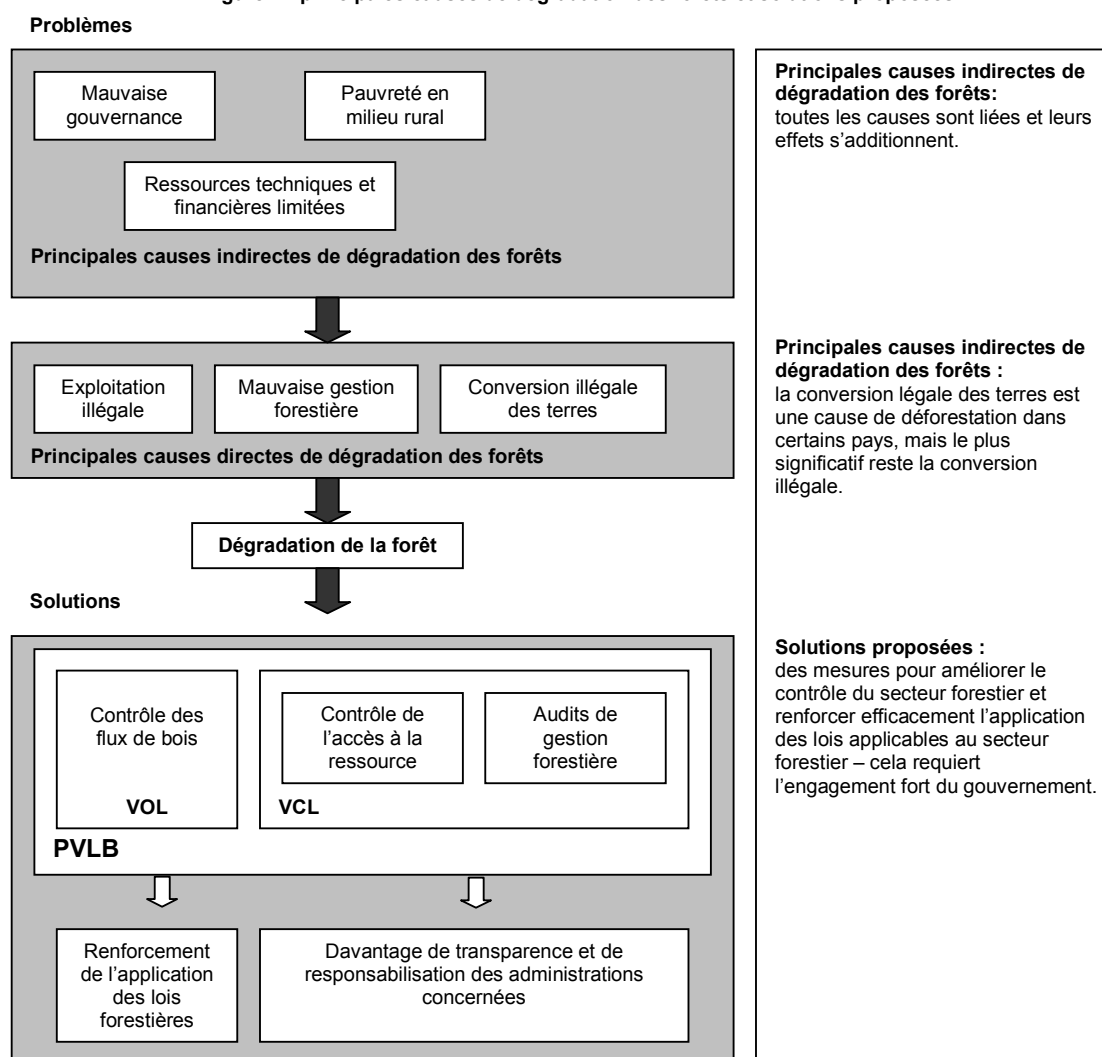 Problèmes
Mauvaise
gouvernance
Pauvreté en
milieu rural
Ressources techniques et
financières limitées
Principales causes indirectes de dégradation des forêts
Principales causes indirectes de
dégradation des forêts:
toutes les causes sont liées et leurs
effets s’additionnent.
Exploitation
illégale
Mauvaise gestion
forestière
Conversion illégale
des terres
Principales causes directes de dégradation des forêts
Principales causes indirectes de
dégradation des forêts :
la conversion légale des terres est
une cause de déforestation dans
certains pays, mais le plus
significatif reste la conversion
illégale.
Dégradation de la forêt
Solutions
Contrôle des
flux de bois
VOL
Contrôle de
l’accès à la
ressource
Audits de
gestion
forestière
VCL
PVLB
Solutions proposées :
des mesures pour améliorer le
contrôle du secteur forestier et
renforcer efficacement l’application
des lois applicables au secteur
forestier – cela requiert
l’engagement fort du gouvernement.
Renforcement
de l’application
des lois
forestières
Davantage de transparence et de
responsabilisation des administrations
concernées